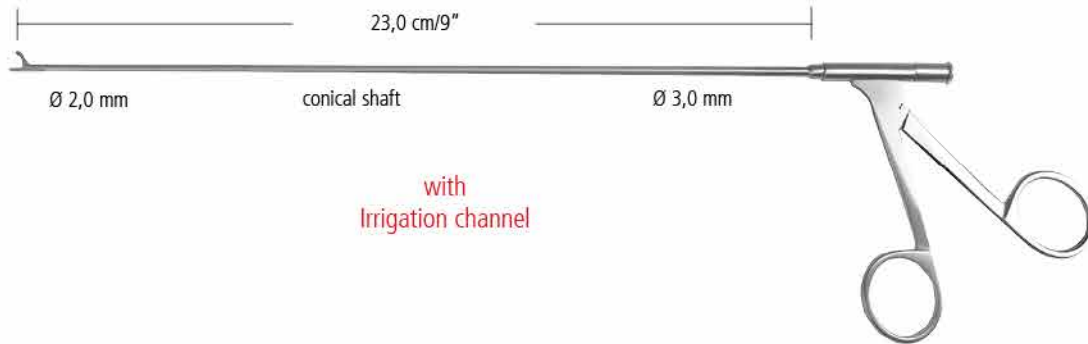 23,0 cm/9"
Ø 2,0 mm
conical shaft
Ø 3,0 mm
with
Irrigation channel